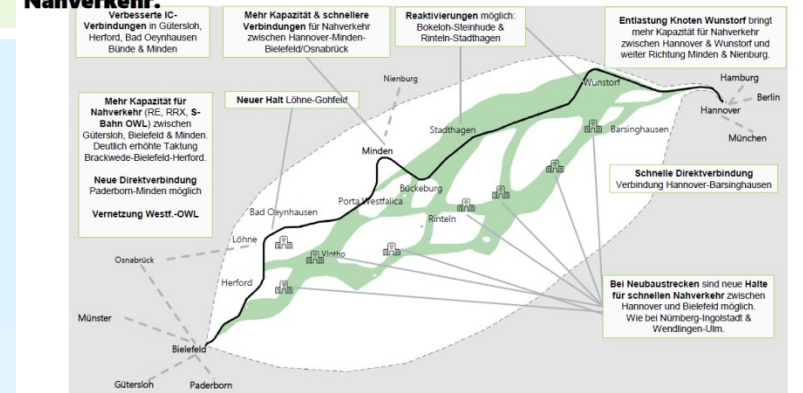 Nahverkehr.
Verbesserte IC-
Verbindungen in Gütersloh,
Herford, Bad Oeynhausen
Bünde & Minden
Mehr Kapazität & schnellere
Verbindungen für Nahverkehr
zwischen Hannover-Minden-
Bielefeld/Osnabrück
Reaktivierungen möglich:
Bokeloh-Steinhude &
Rinteln-Stadthagen
Entlastung Knoten Wunstorf bringt
mehr Kapazität für Nahverkehr
zwischen Hannover & Wunstorf und
weiter Richtung Minden & Nienburg.
Mehr Kapazität für
Nahverkehr (RE, RRX, S-
Bahn OWL) zwischen
Gütersloh, Bielefeld & Minden.
Deutlich erhöhte Taktung
Brackwede-Bielefeld-Herford.
Neue Direktverbindung
Paderborn-Minden möglich
Vernetzung Westf.-OWL
Neuer Halt Löhne-Gohfeld
Nienburg
Wunstorf
Hamburg
Berlin
Hannover
München
Stadthagen
Barsinghausen
Minden
Schnelle Direktverbindung
Verbindung Hannover-Barsinghausen
Bückeburg
Porta Westfalica
Bad Oeynhausen
Rinteln
Löhne
Vlotho
Osnabrück
Herford
Bei Neubaustrecken sind neue Halte
für schnellen Nahverkehr zwischen
Hannover und Bielefeld möglich.
Wie bei Nürnberg-Ingolstadt &
Wendlingen-Ulm.
Münster
Bielefeld
Gütersloh
Paderborn